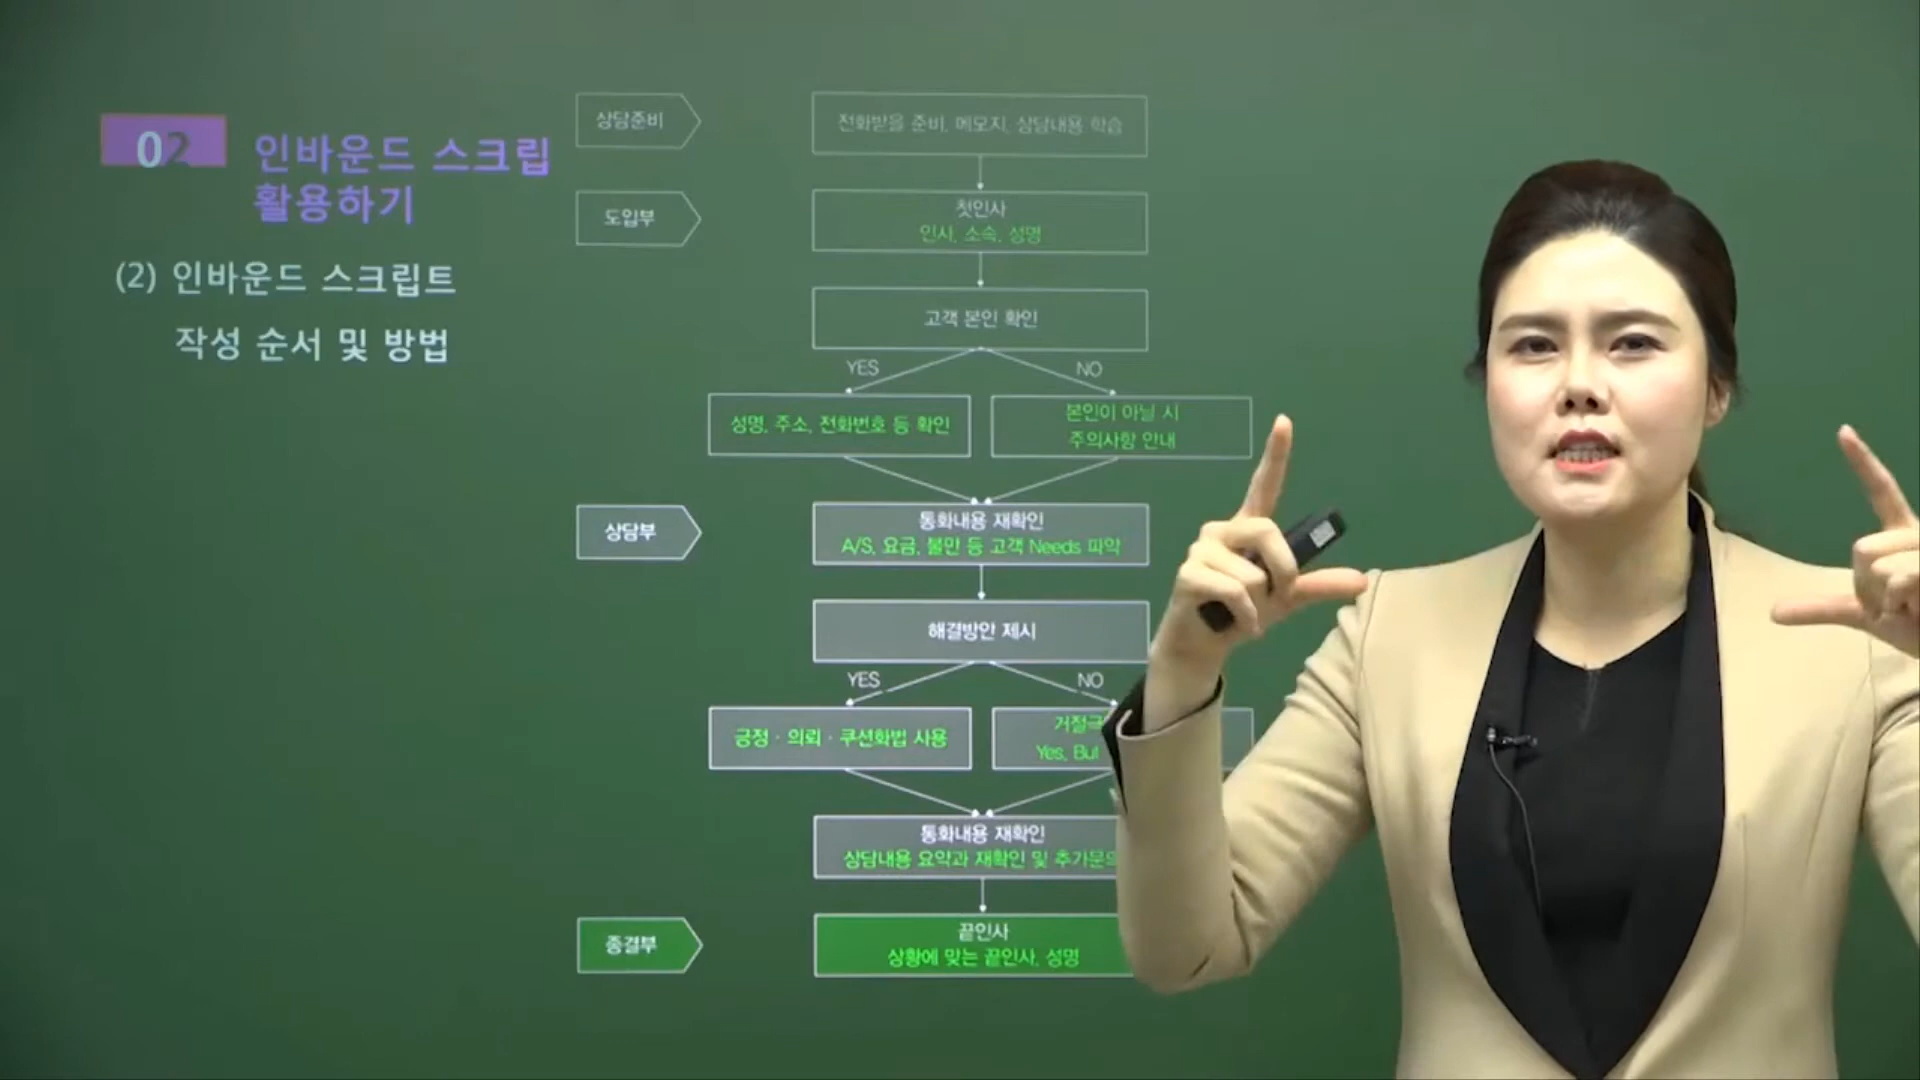 02
인바운드 스크립
활용하기
(2) 인바운드 스크립트
작성 순서 및 방법
상담준비
전화받을 준비, 메모지, 상담내용 학습
도입부
첫인사
인사, 소속, 성명
고객 본인 확인
YES
NO
성명, 주소, 전화번호 등 확인
본인이 아닐 시
주의사항 안내
상담부
통화내용 재확인
A/S, 요금, 불만 등 고객 Needs 파악
해결방안 제시
YES
NO
긍정 · 의뢰 · 쿠션화법 사용
거절극
Yes, But
통화내용 재확인
상담내용 요약과 재확인 및 추가문의
종결부
끝인사
상황에 맞는 끝인사, 성명